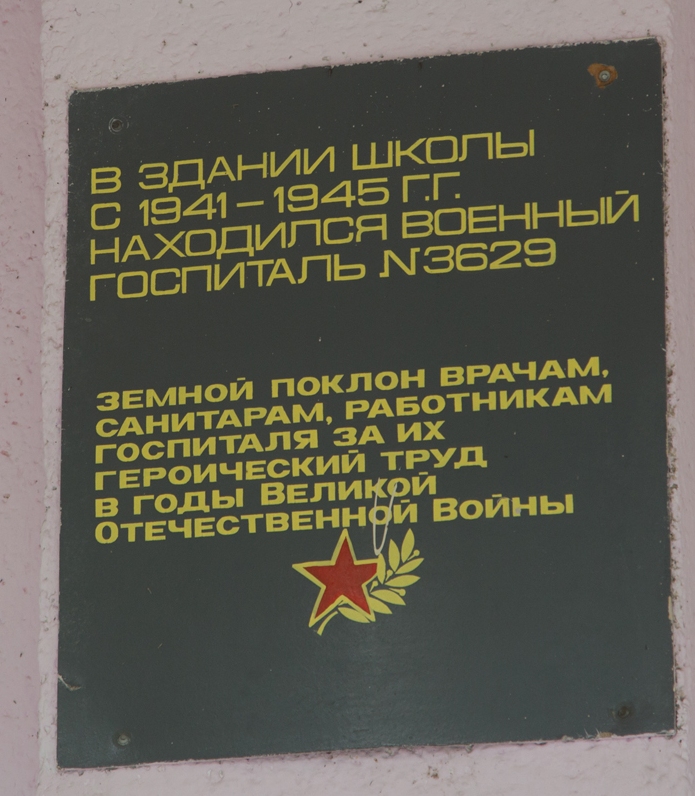 В ЗДАНИИ ШКОЛЫ
С 1941 – 1945 Г.Г.
НАХОДИЛСЯ ВОЕННЫЙ
ГОСПИТАЛЬ N3629
ЗЕМНОЙ ПОКЛОН ВРАЧАМ,
САНИТАРАМ, РАБОТНИКАМ
ГОСПИТАЛЯ ЗА ИХ
ГЕРОИЧЕСКИЙ ТРУД
В ГОДЫ ВЕЛИКОЙ
ОТЕЧЕСТВЕННОЙ ВОЙНЫ